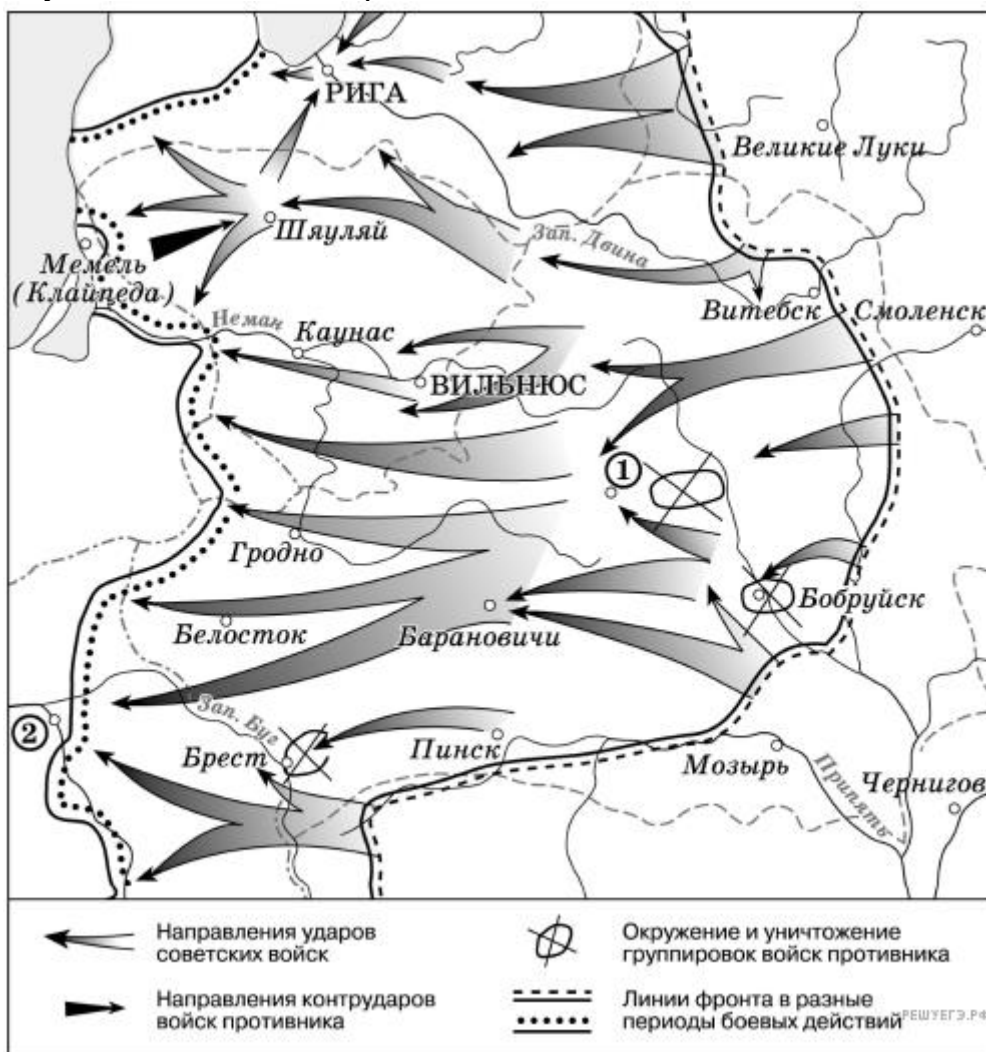 РИГА
Великие Луки
Шяуляй
Зап. Двина
Мемель
(Клайпеда)
Витебск
Смоленск
Неман
Каунас
ВИЛЬНЮС
1
Гродно
Бобруйск
Белосток
Барановичи
Зап. Буг
2
Брест
Пинск
Мозырь
Припять
Чернигов
Направления ударов
советских войск
Окружение и уничтожение
группировок войск противника
Направления контрударов
войск противника
Линии фронта в разные
периоды боевых действий
РЕШУЕГЭ.РФ